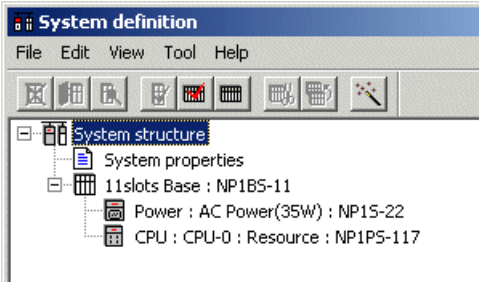 System definition
File Edit View Tool Help
System structure
System properties
11slots Base : NP1BS-11
Power : AC Power(35W) : NP1S-22
CPU : CPU-0 : Resource : NP1PS-117